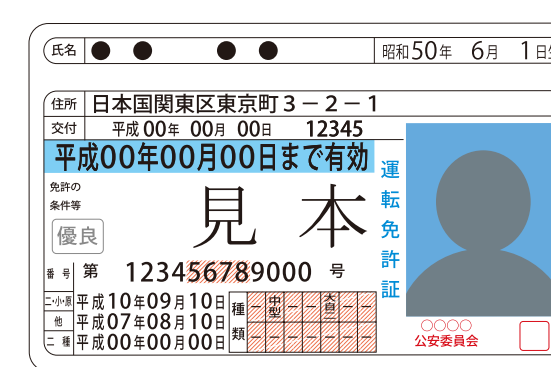 氏名 ● ● ● ● 昭和50年 6月 1日生
住所 日本国関東区東京町3-2-1
交付 平成00年 00月 00日 12345
平成00年00月00日まで有効
免許の
条件等
見本
優良
運転免許証
番号 第 123456789000 号
二・小・原 平成10年09月10日
他 平成07年08月10日
二種 平成00年00月00日
種類
- 中型 - - 大自二 - -
- - - - - - -
○○○○
公安委員会